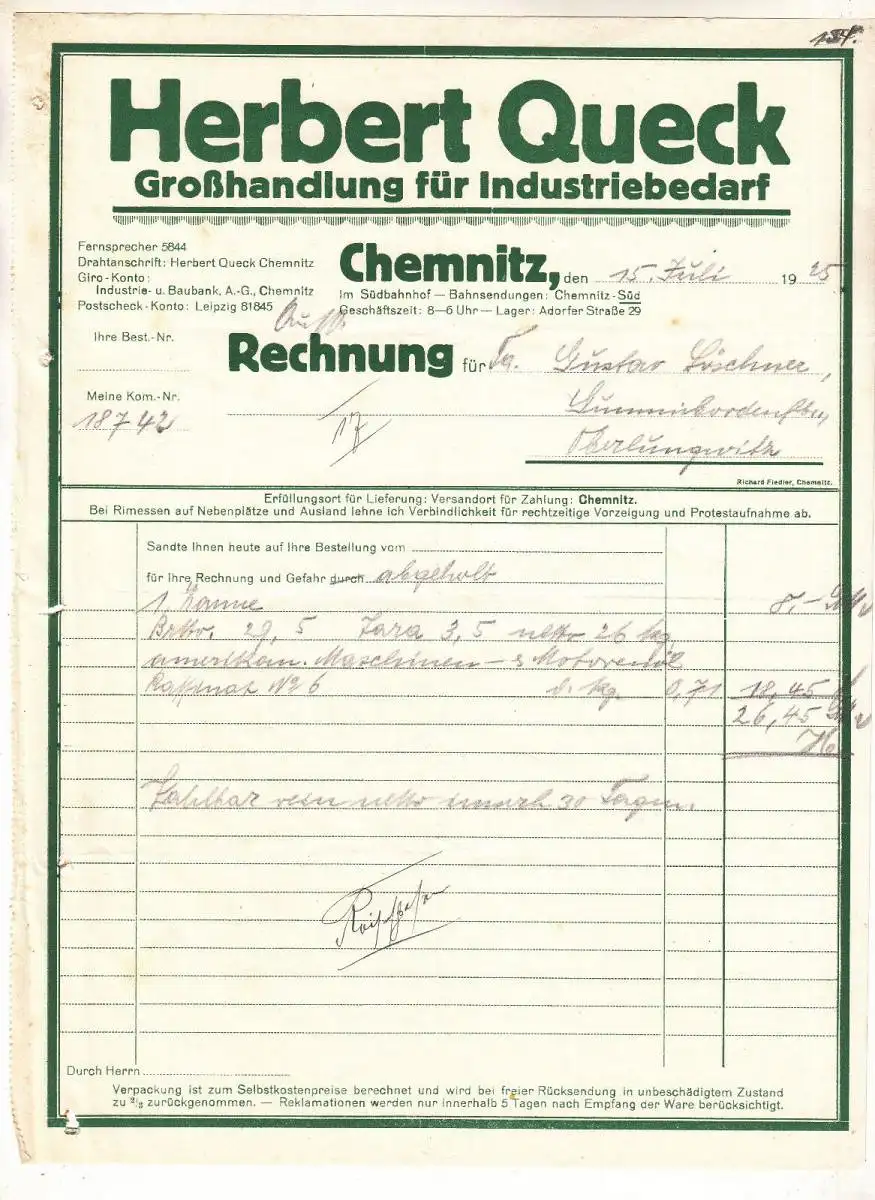 Herbert Queck
Großhandlung für Industriebedarf
Fernsprecher 5844
Drahtanschrift: Herbert Queck Chemnitz
Giro-Konto:
Industrie- u. Baubank, A.-G., Chemnitz
Postscheck-Konto: Leipzig 81845
Chemnitz, den 15. Juli 1925
Im Südbahnhof — Bahnsendungen: Chemnitz-Süd
Geschäftszeit: 8—6 Uhr — Lager: Adorfer Straße 29
Ihre Best.-Nr.
Rechnung für Fa. Gustav Löschner,
Meine Kom.-Nr.
18742
17
Oberlungwitz
Richard Fiedler, Chemnitz.
Erfüllungsort für Lieferung: Versandort für Zahlung: Chemnitz.
Bei Rimessen auf Nebenplätze und Ausland lehne ich Verbindlichkeit für rechtzeitige Vorzeigung und Protestaufnahme ab.
Sandte Ihnen heute auf Ihre Bestellung vom
für Ihre Rechnung und Gefahr durch abgeholt
1 Kanne 8,-
Btto. 29,5 Tara 3,5 netto 26 kg.
amerikan. Maschinen- & Motorenöl
Raffinat No 6 d. kg. 0,71 18,45
26,45
Zahlbar rein netto innerh. 30 Tagen.
Durch Herrn
Verpackung ist zum Selbstkostenpreise berechnet und wird bei freier Rücksendung in unbeschädigtem Zustand
zu 2/3 zurückgenommen. — Reklamationen werden nur innerhalb 5 Tagen nach Empfang der Ware berücksichtigt.